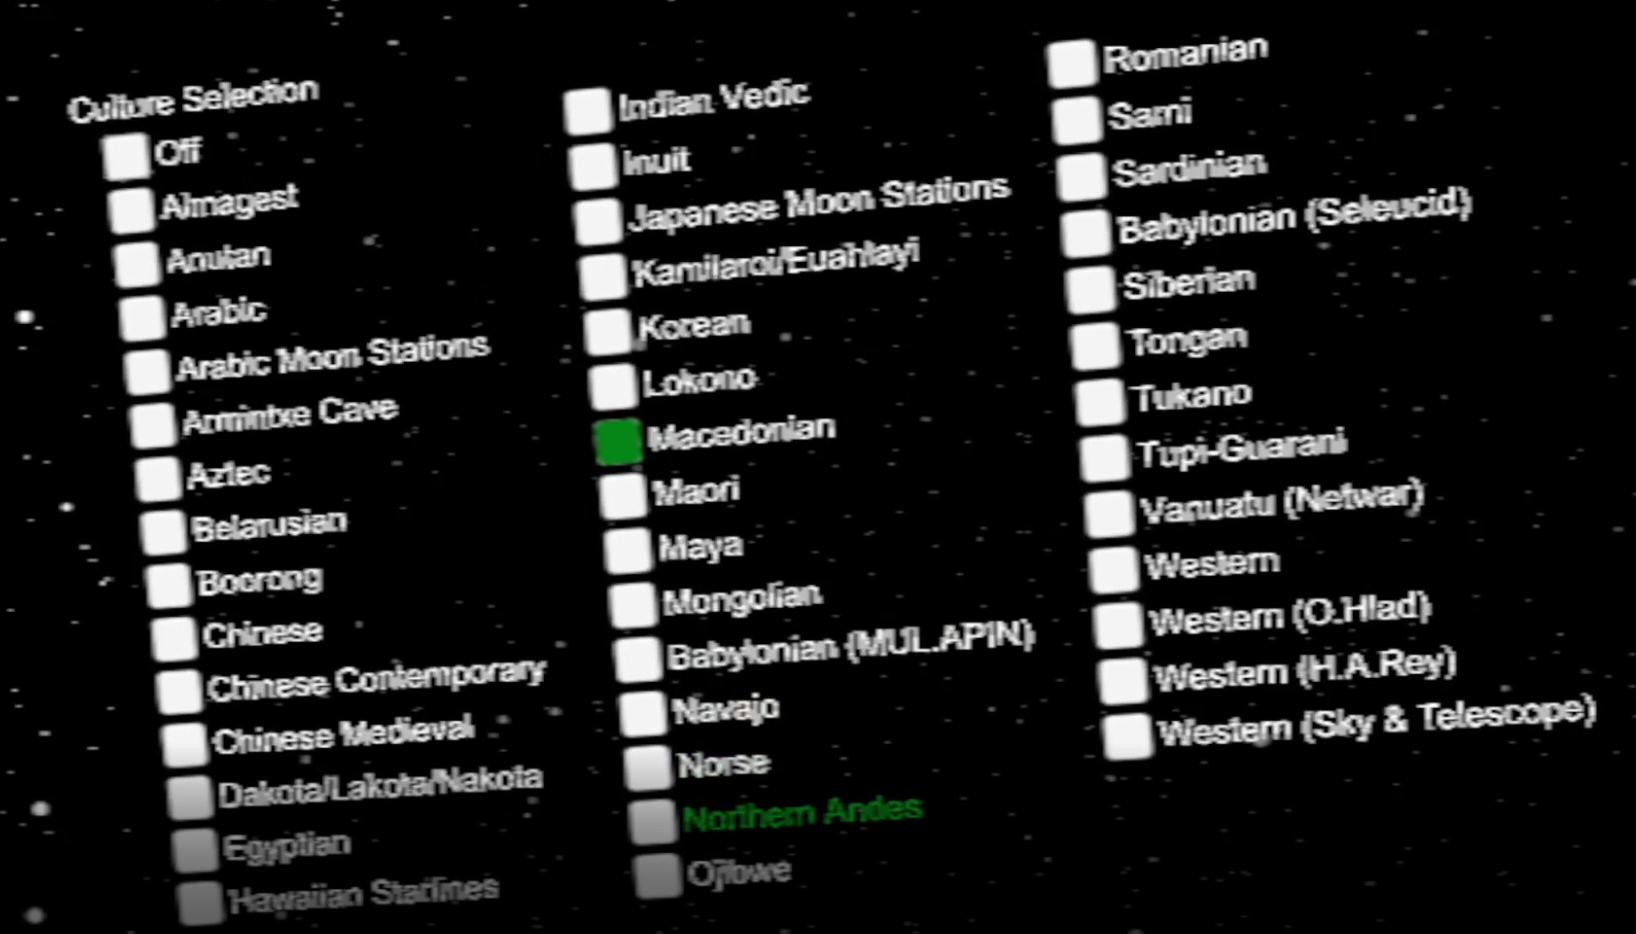 Culture Selection
Off
Almagest
Anutan
Arabic
Arabic Moon Stations
Armintxe Cave
Aztec
Belarusian
Boorong
Chinese
Chinese Contemporary
Chinese Medieval
Dakota/Lakota/Nakota
Egyptian
Hawaiian Starlines
Indian Vedic
Inuit
Japanese Moon Stations
Kamilaroi/Euahlayi
Korean
Lokono
Macedonian
Maori
Maya
Mongolian
Babylonian (MUL.APIN)
Navajo
Norse
Northern Andes
Ojibwe
Romanian
Sami
Sardinian
Babylonian (Seleucid)
Siberian
Tongan
Tukano
Tupi-Guarani
Vanuatu (Netwar)
Western
Western (O.Hlad)
Western (H.A.Rey)
Western (Sky & Telescope)